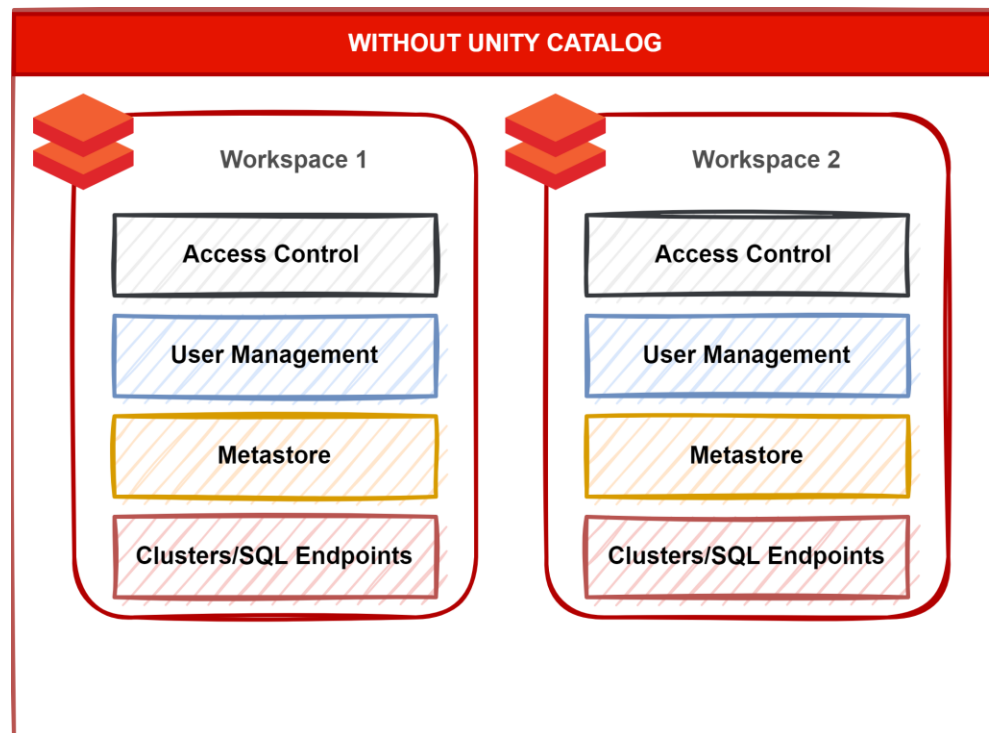 WITHOUT UNITY CATALOG
Workspace 1
Access Control
User Management
Metastore
Clusters/SQL Endpoints
Workspace 2
Access Control
User Management
Metastore
Clusters/SQL Endpoints